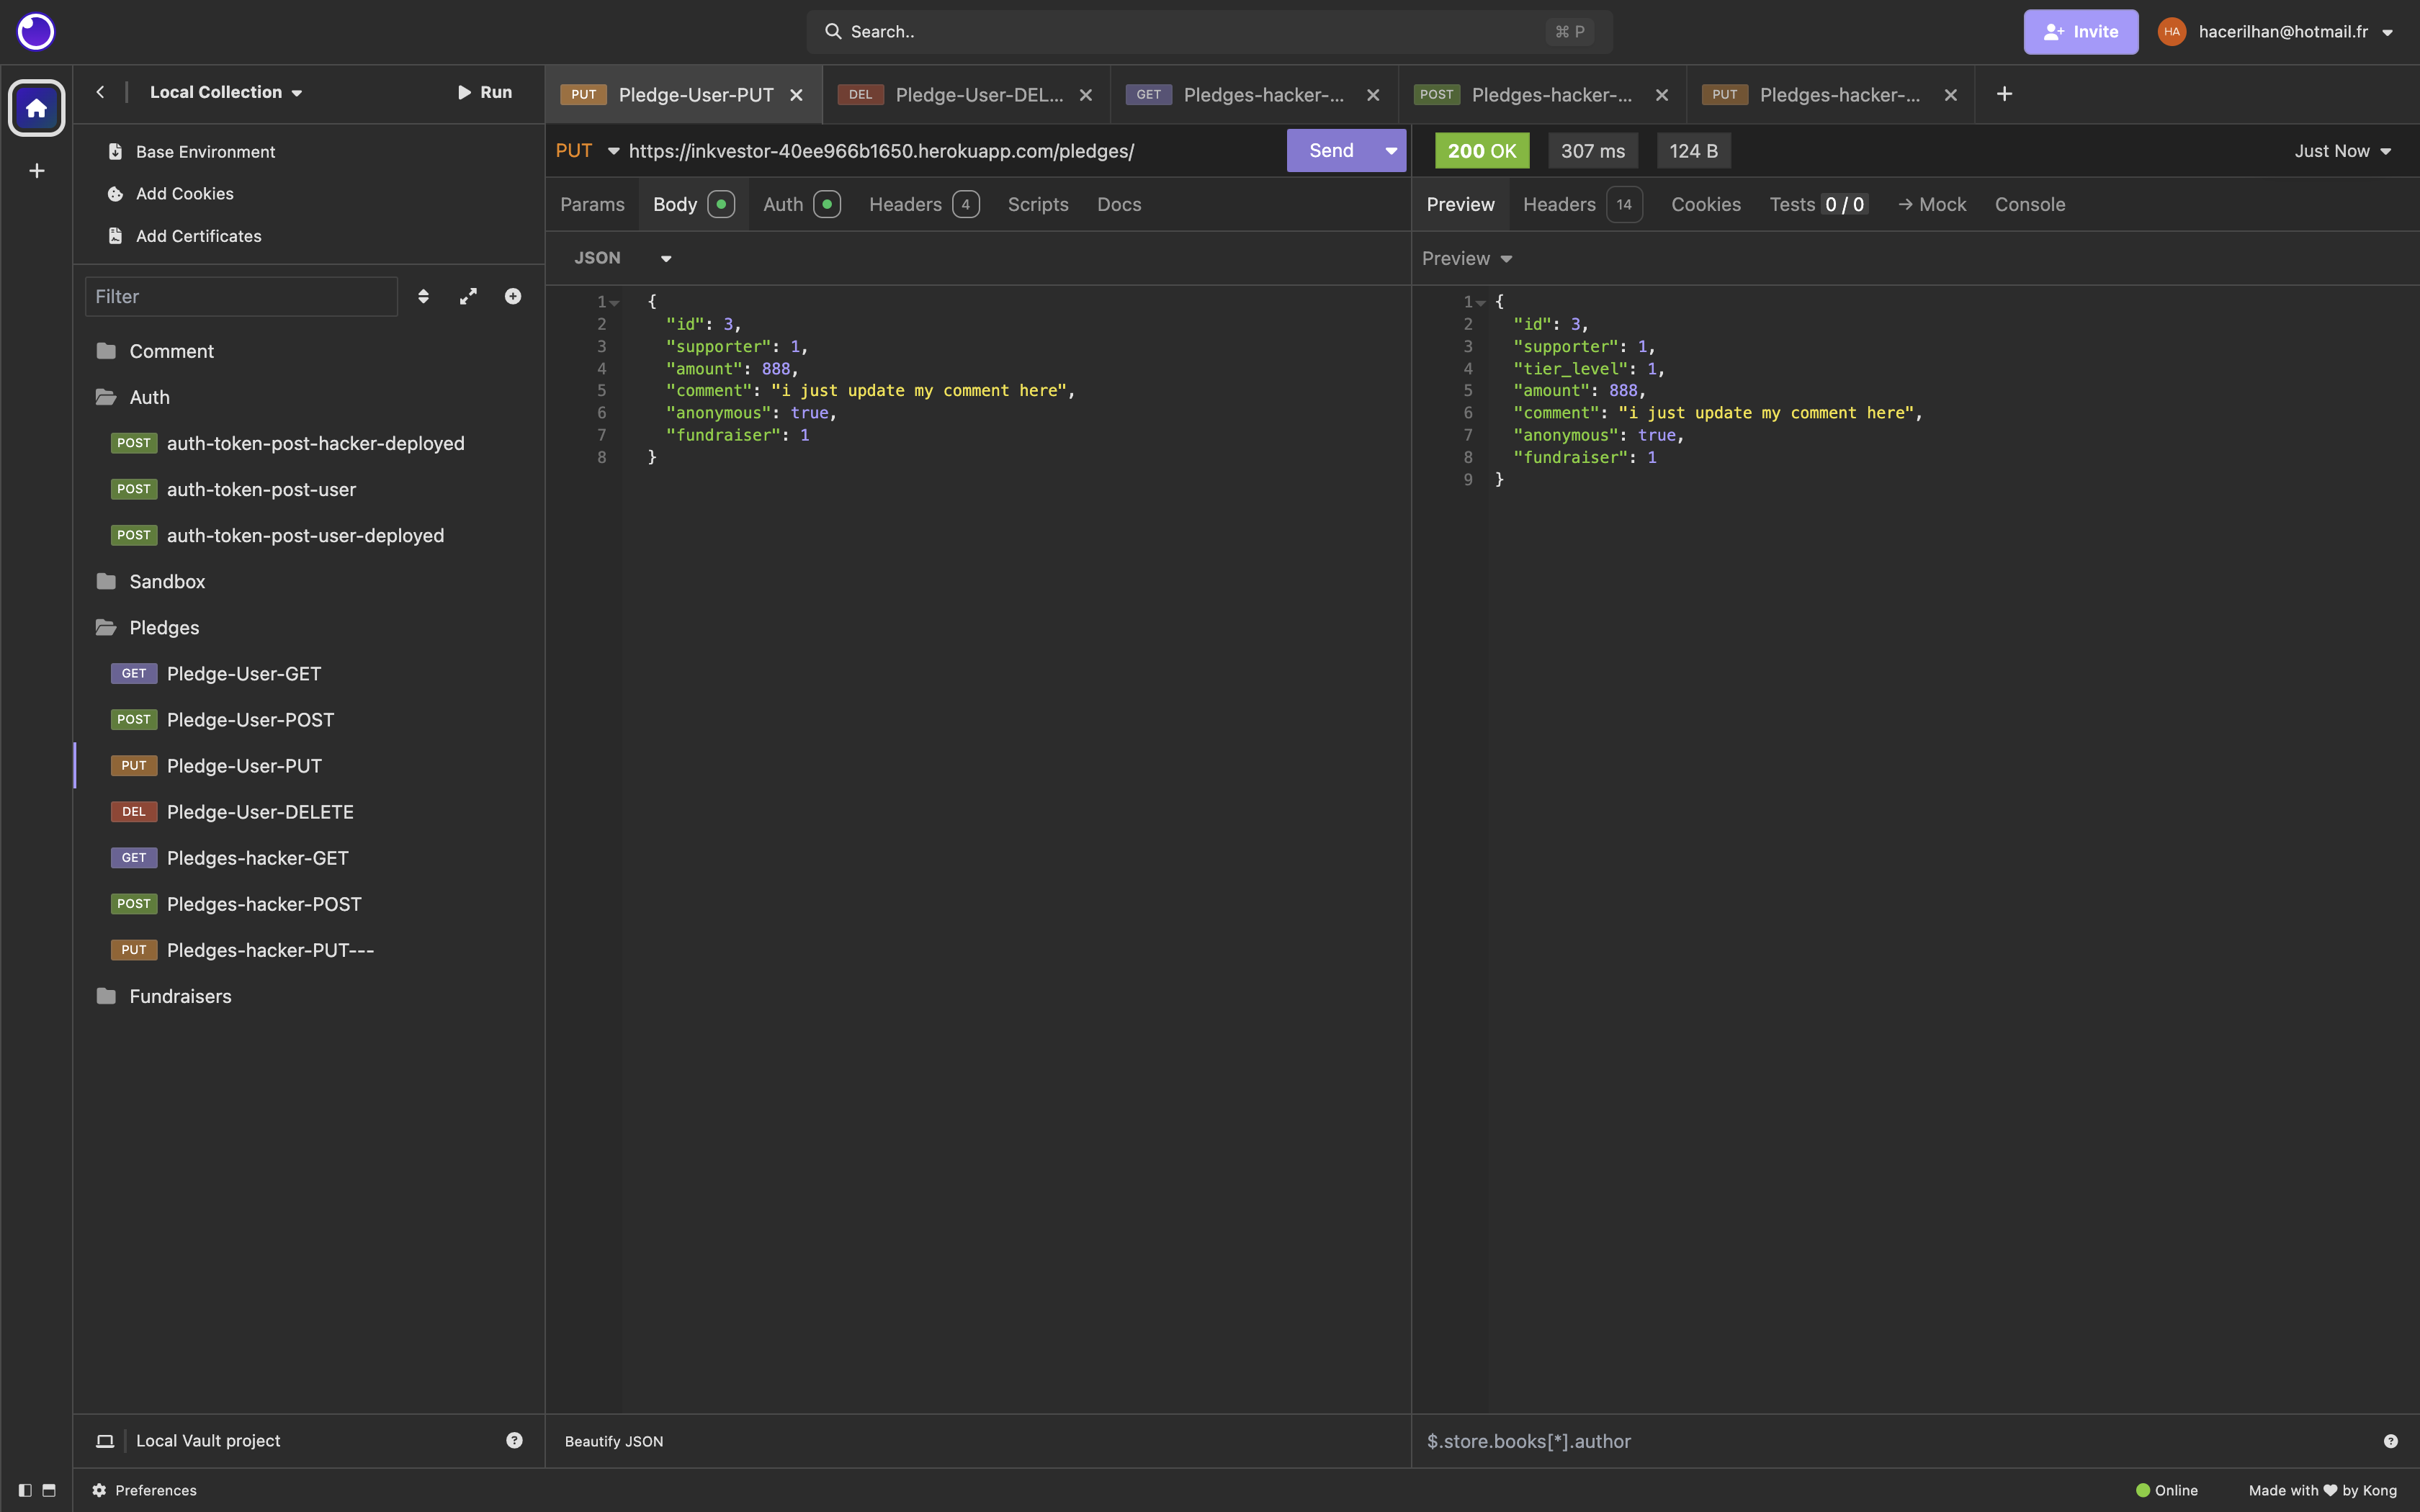 Search..
⌘ P
Invite
HA
hacerilhan@hotmail.fr
Local Collection
Run
PUT Pledge-User-PUT
DEL Pledge-User-DEL...
GET Pledges-hacker-...
POST Pledges-hacker-...
PUT Pledges-hacker-...
Base Environment
Add Cookies
Add Certificates
Filter
Comment
Auth
POST auth-token-post-hacker-deployed
POST auth-token-post-user
POST auth-token-post-user-deployed
Sandbox
Pledges
GET Pledge-User-GET
POST Pledge-User-POST
PUT Pledge-User-PUT
DEL Pledge-User-DELETE
GET Pledges-hacker-GET
POST Pledges-hacker-POST
PUT Pledges-hacker-PUT---
Fundraisers
Local Vault project
PUT https://inkvestor-40ee966b1650.herokuapp.com/pledges/
Send
Params Body Auth Headers 4 Scripts Docs
JSON
1 {
2 "id": 3,
3 "supporter": 1,
4 "amount": 888,
5 "comment": "i just update my comment here",
6 "anonymous": true,
7 "fundraiser": 1
8 }
Beautify JSON
200 OK 307 ms 124 B
Just Now
Preview Headers 14 Cookies Tests 0 / 0 → Mock Console
Preview
1 {
2 "id": 3,
3 "supporter": 1,
4 "tier_level": 1,
5 "amount": 888,
6 "comment": "i just update my comment here",
7 "anonymous": true,
8 "fundraiser": 1
9 }
$.store.books[*].author
Preferences
Online
Made with ♥ by Kong